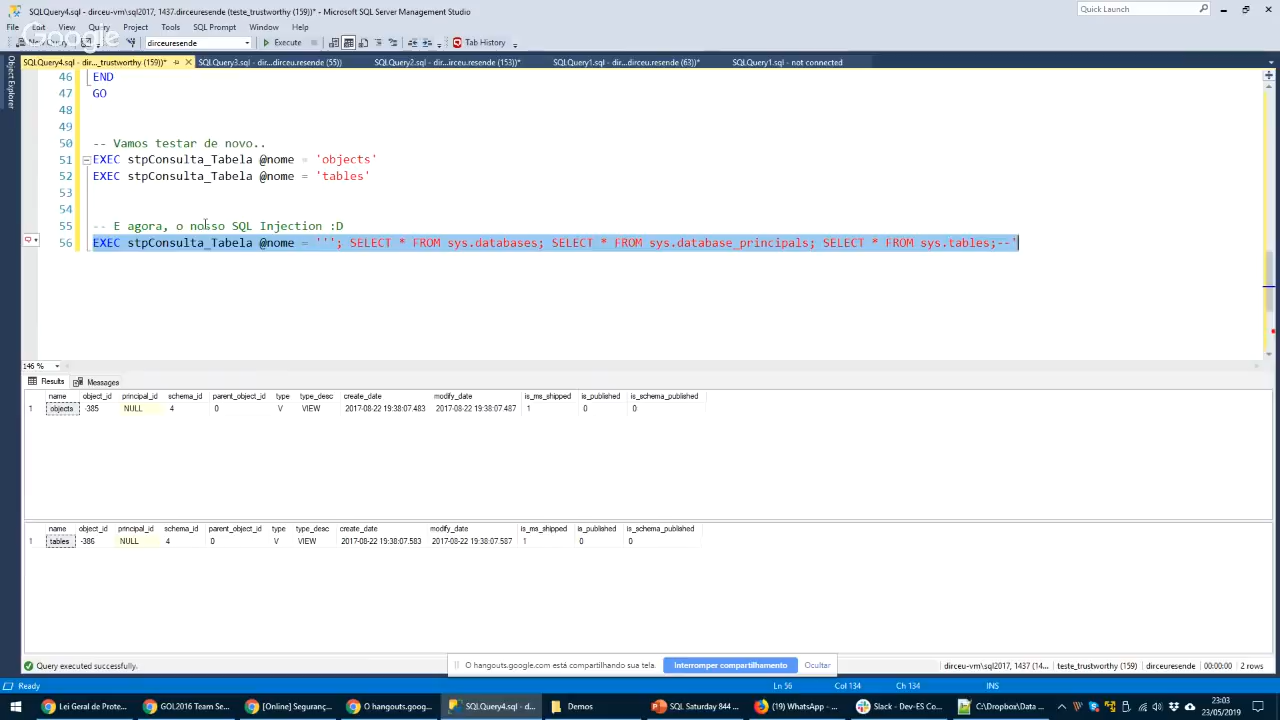 SQLQuery4.sql - dirceu-vm\sql2017, 1437.dirceuresende (teste_trustworthy (159))* - Microsoft SQL Server Management Studio
Quick Launch
File Edit View Project Tools SQL Prompt Window Help
Google
New Query dirceuresende Execute Tab History
SQLQuery4.sql - dir..._trustworthy (159))* SQLQuery3.sql - dir...dirceu.resende (55)) SQLQuery2.sql - dir...irceu.resende (153))* SQLQuery1.sql - dir...dirceu.resende (63))* SQLQuery1.sql - not connected
Object Explorer
46 END
47 GO
48
49
50 -- Vamos testar de novo..
51 EXEC stpConsulta_Tabela @nome = 'objects'
52 EXEC stpConsulta_Tabela @nome = 'tables'
53
54
55 -- E agora, o nosso SQL Injection :D
56 EXEC stpConsulta_Tabela @nome = '''; SELECT * FROM sys.databases; SELECT * FROM sys.database_principals; SELECT * FROM sys.tables;--'
146 %
Results Messages
name object_id principal_id schema_id parent_object_id type type_desc create_date modify_date is_ms_shipped is_published is_schema_published
1 objects -385 NULL 4 0 V VIEW 2017-08-22 19:38:07.483 2017-08-22 19:38:07.487 1 0 0
name object_id principal_id schema_id parent_object_id type type_desc create_date modify_date is_ms_shipped is_published is_schema_published
1 tables -386 NULL 4 0 V VIEW 2017-08-22 19:38:07.583 2017-08-22 19:38:07.587 1 0 0
Query executed successfully.
O hangouts.google.com está compartilhando sua tela. Interromper compartilhamento Ocultar
dirceu-vm\sql2017, 1437 (14... teste_trustworthy (159) dirceuresende 00:00:00 2 rows
Ready Ln 56 Col 134 Ch 134 INS
Lei Geral de Prote... GOL2016 Team Se... [Online] Seguranç... O hangouts.goog... SQLQuery4.sql - d... Demos SQL Saturday 844 ... (19) WhatsApp - ... Slack - Dev-ES Co... C:\Dropbox\Data ...
23:03
23/05/2019